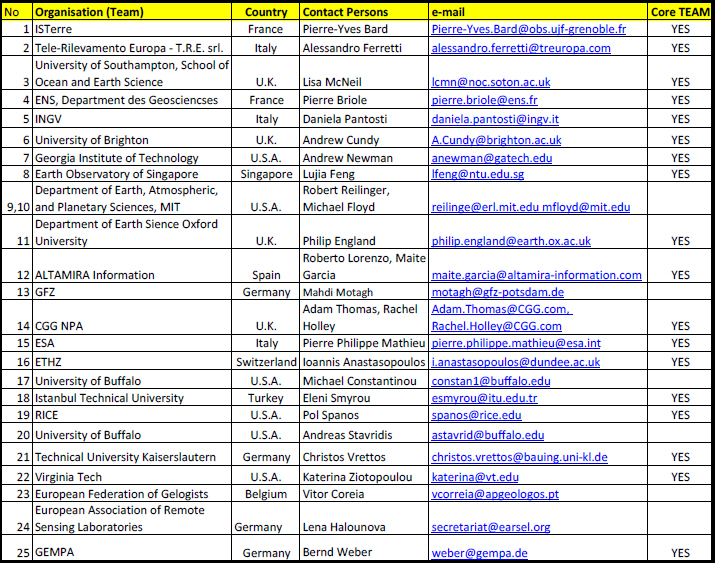 No Organisation (Team) Country Contact Persons e-mail Core TEAM
1 ISTerre France Pierre-Yves Bard Pierre-Yves.Bard@obs.ujf-grenoble.fr YES
2 Tele-Rilevamento Europa - T.R.E. srl. Italy Alessandro Ferretti alessandro.ferretti@treuropa.com YES
University of Southampton, School of
3 Ocean and Earth Science U.K. Lisa McNeil lcmn@noc.soton.ac.uk YES
4 ENS, Department des Geosciencses France Pierre Briole pierre.briole@ens.fr YES
5 INGV Italy Daniela Pantosti daniela.pantosti@ingv.it YES
6 University of Brighton U.K. Andrew Cundy A.Cundy@brighton.ac.uk YES
7 Georgia Institute of Technology U.S.A. Andrew Newman anewman@gatech.edu YES
8 Earth Observatory of Singapore Singapore Lujia Feng lfeng@ntu.edu.sg YES
Department of Earth, Atmospheric, Robert Reilinger,
9,10 and Planetary Sciences, MIT U.S.A. Michael Floyd reilinge@erl.mit.edu mfloyd@mit.edu
Department of Earth Sience Oxford
11 University U.K. Philip England philip.england@earth.ox.ac.uk YES
Roberto Lorenzo, Maite
12 ALTAMIRA Information Spain Garcia maite.garcia@altamira-information.com YES
13 GFZ Germany Mahdi Motagh motagh@gfz-potsdam.de
Adam Thomas, Rachel Adam.Thomas@CGG.com,
14 CGG NPA U.K. Holley Rachel.Holley@CGG.com YES
15 ESA Italy Pierre Philippe Mathieu pierre.philippe.mathieu@esa.int YES
16 ETHZ Switzerland Ioannis Anastasopoulos i.anastasopoulos@dundee.ac.uk YES
17 University of Buffalo U.S.A. Michael Constantinou constan1@buffalo.edu
18 Istanbul Technical University Turkey Eleni Smyrou esmyrou@itu.edu.tr YES
19 RICE U.S.A. Pol Spanos spanos@rice.edu YES
20 University of Buffalo U.S.A. Andreas Stavridis astavrid@buffalo.edu
21 Technical University Kaiserslautern Germany Christos Vrettos christos.vrettos@bauing.uni-kl.de YES
22 Virginia Tech U.S.A. Katerina Ziotopoulou katerina@vt.edu YES
23 European Federation of Gelogists Belgium Vitor Coreia vcorreia@apgeologos.pt
European Association of Remote
24 Sensing Laboratories Germany Lena Halounova secretariat@earsel.org
25 GEMPA Germany Bernd Weber weber@gempa.de YES